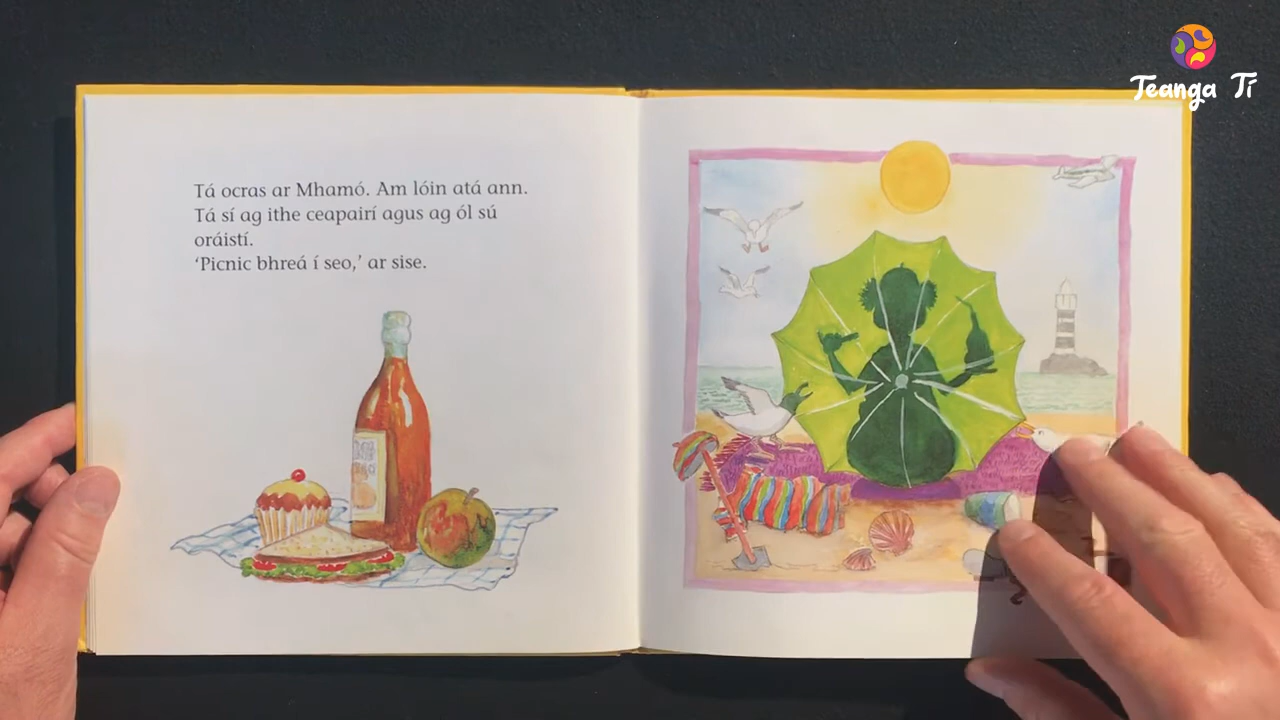 Teanga Tí
Tá ocras ar Mhamó. Am lóin atá ann.
Tá sí ag ithe ceapairí agus ag ól sú
oráistí.
‘Picnic bhreá í seo,’ ar sise.